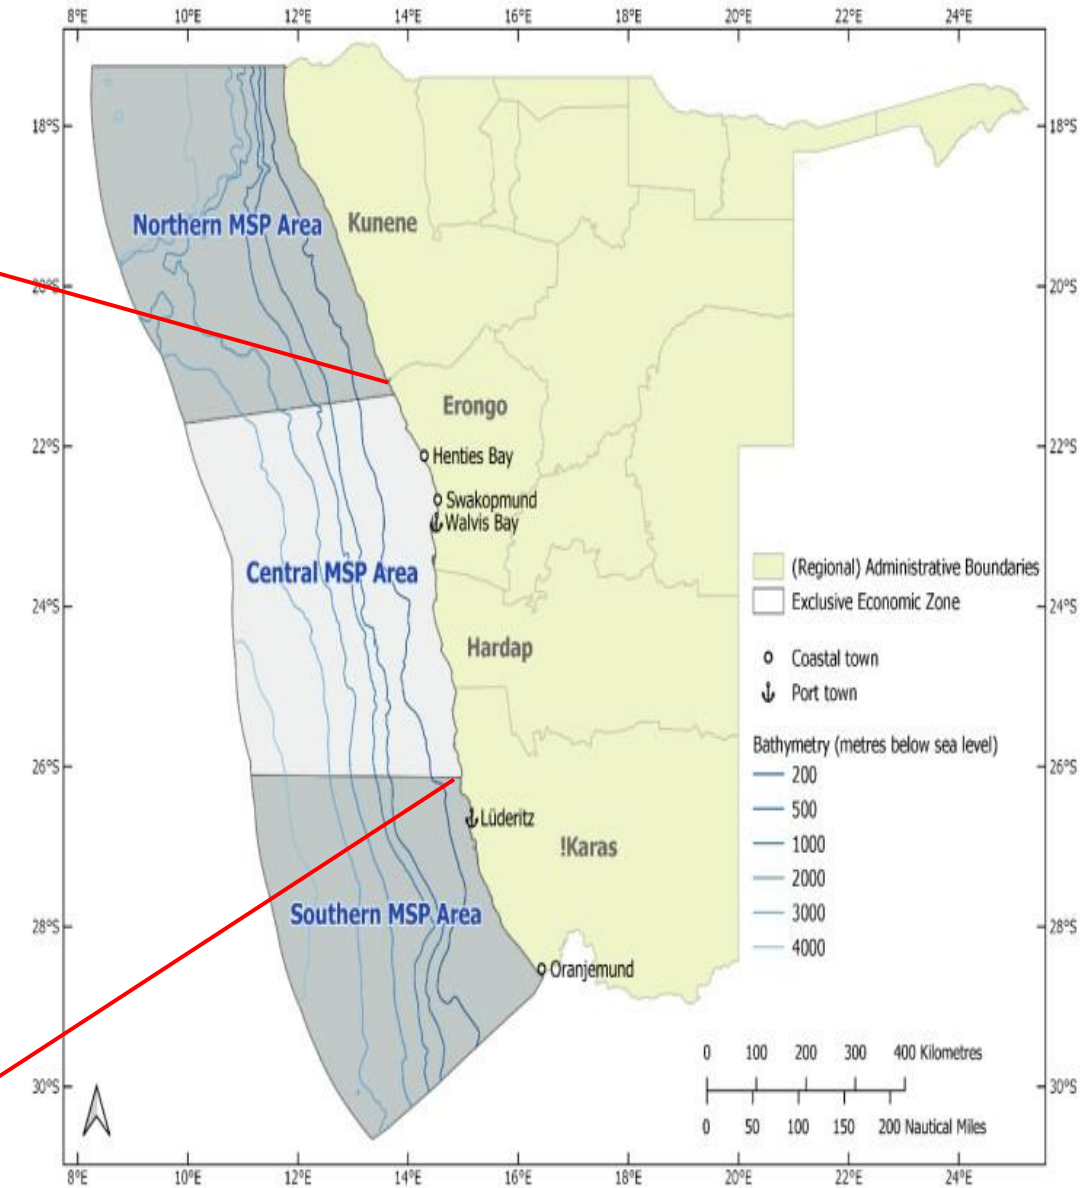 8°E 10°E 12°E 14°E 16°E 18°E 20°E 22°E 24°E
18°S 18°S
Northern MSP Area Kunene
20°S 20°S
Erongo
22°S 22°S
Henties Bay
Swakopmund
Walvis Bay
Central MSP Area
(Regional) Administrative Boundaries
Exclusive Economic Zone
24°S 24°S
Hardap
Coastal town
Port town
Bathymetry (metres below sea level)
26°S 26°S
200
500
1000
2000
3000
4000
Lüderitz
!Karas
Southern MSP Area
28°S 28°S
Oranjemund
0 100 200 300 400 Kilometres
30°S 30°S
0 50 100 150 200 Nautical Miles
8°E 10°E 12°E 14°E 16°E 18°E 20°E 22°E 24°E